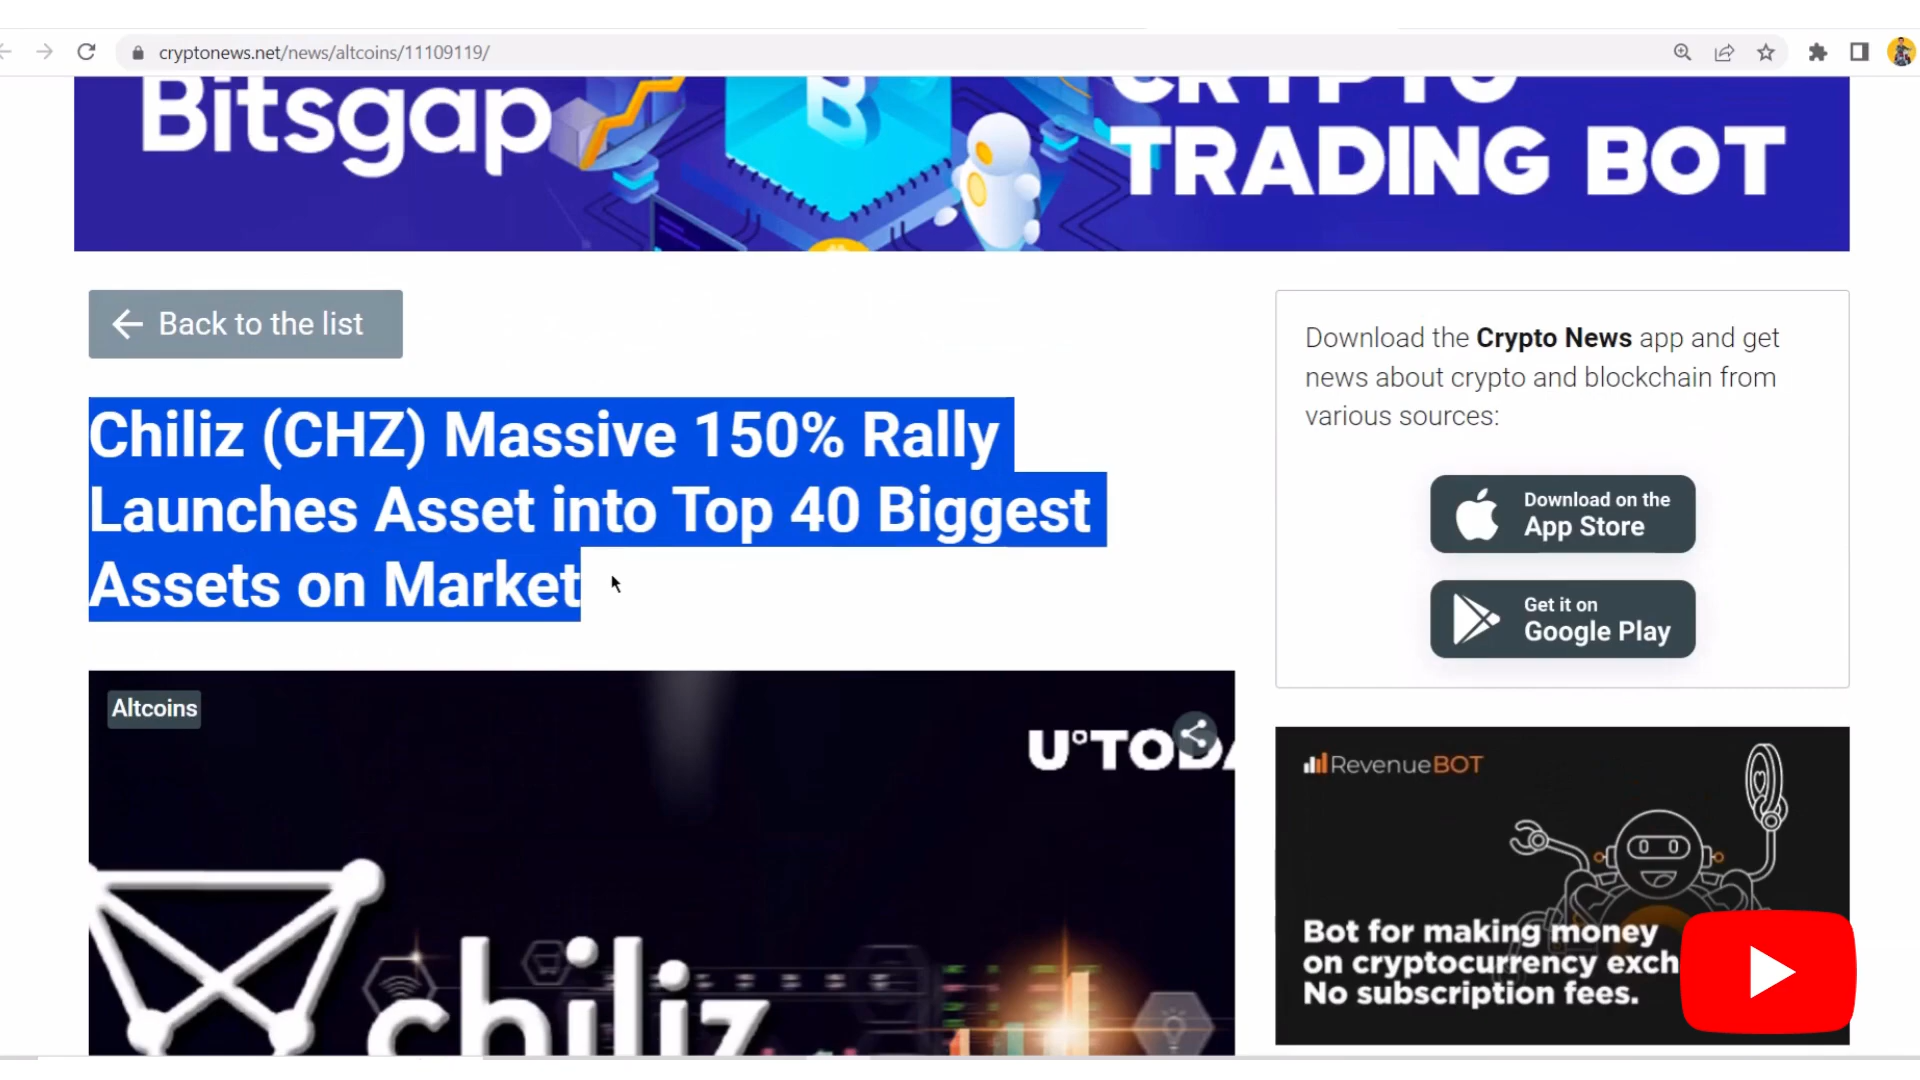 cryptonews.net/news/altcoins/11109119/
Bitsgap
CRYPTO
TRADING BOT
Back to the list
Chiliz (CHZ) Massive 150% Rally
Launches Asset into Top 40 Biggest
Assets on Market
Download the Crypto News app and get
news about crypto and blockchain from
various sources:
Download on the
App Store
Get it on
Google Play
Altcoins
U°TODA
chiliz
RevenueBOT
Bot for making money
on cryptocurrency exch
No subscription fees.